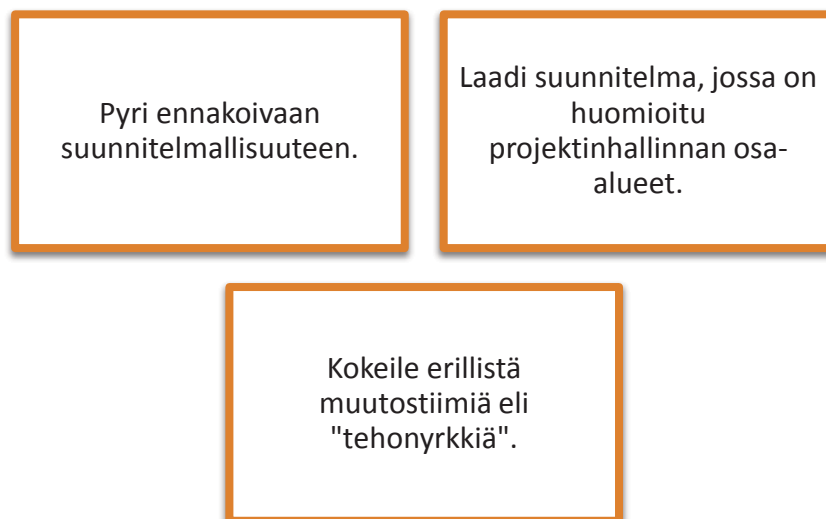 Pyri ennakoivaan
suunnitelmallisuuteen.
Laadi suunnitelma, jossa on
huomioitu
projektinhallinnan osa-
alueet.
Kokeile erillistä
muutostiimiä eli
"tehonyrkkiä".